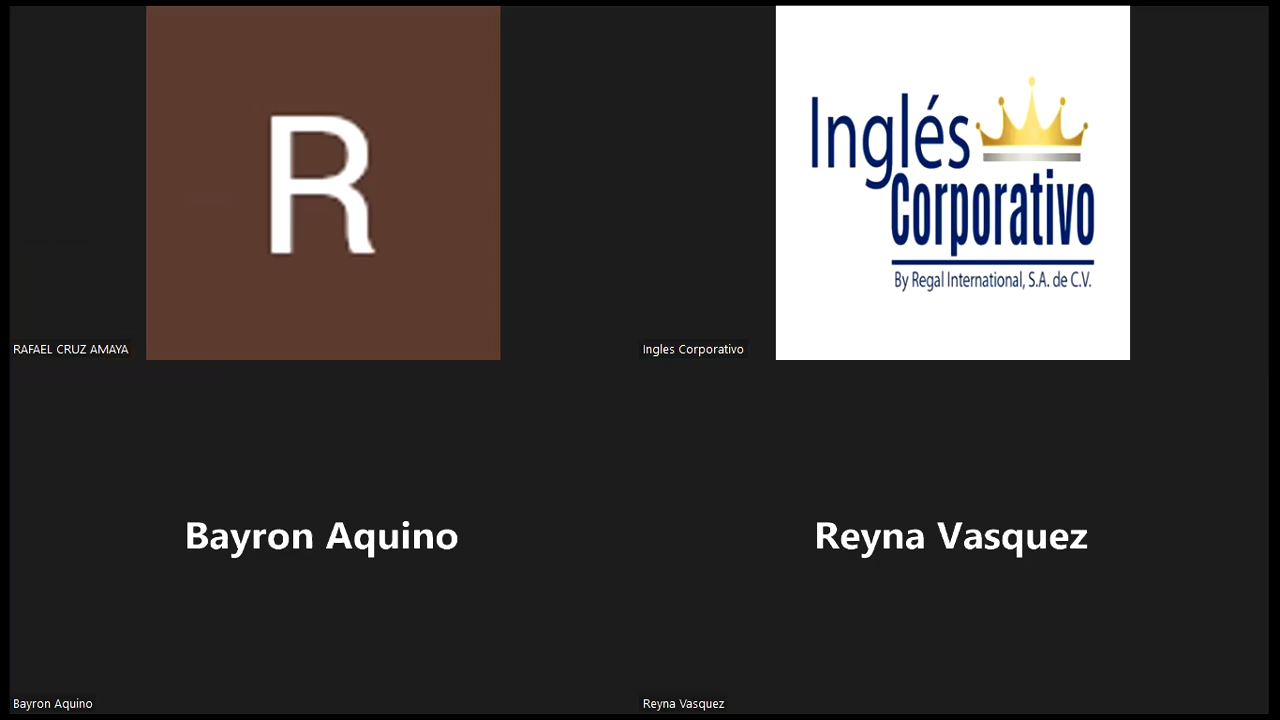 R
RAFAEL CRUZ AMAYA
Inglés
Corporativo
By Regal International, S.A. de C.V.
Ingles Corporativo
Bayron Aquino
Bayron Aquino
Reyna Vasquez
Reyna Vasquez